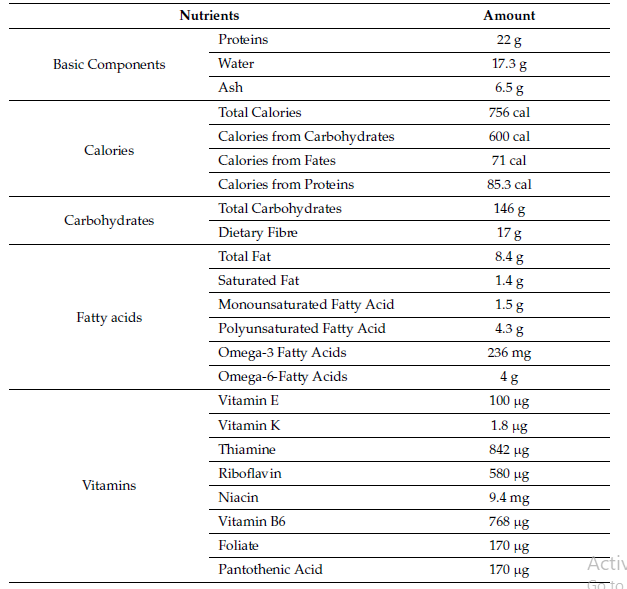 Nutrients Amount
Proteins 22 g
Basic Components Water 17.3 g
Ash 6.5 g
Total Calories 756 cal
Calories from Carbohydrates 600 cal
Calories
Calories from Fates 71 cal
Calories from Proteins 85.3 cal
Total Carbohydrates 146 g
Carbohydrates
Dietary Fibre 17 g
Total Fat 8.4 g
Saturated Fat 1.4 g
Monounsaturated Fatty Acid 1.5 g
Fatty acids
Polyunsaturated Fatty Acid 4.3 g
Omega-3 Fatty Acids 236 mg
Omega-6-Fatty Acids 4 g
Vitamin E 100 µg
Vitamin K 1.8 µg
Thiamine 842 µg
Riboflavin 580 µg
Vitamins
Niacin 9.4 mg
Vitamin B6 768 µg
Foliate 170 µg
Pantothenic Acid 170 µg
Activ
Go to